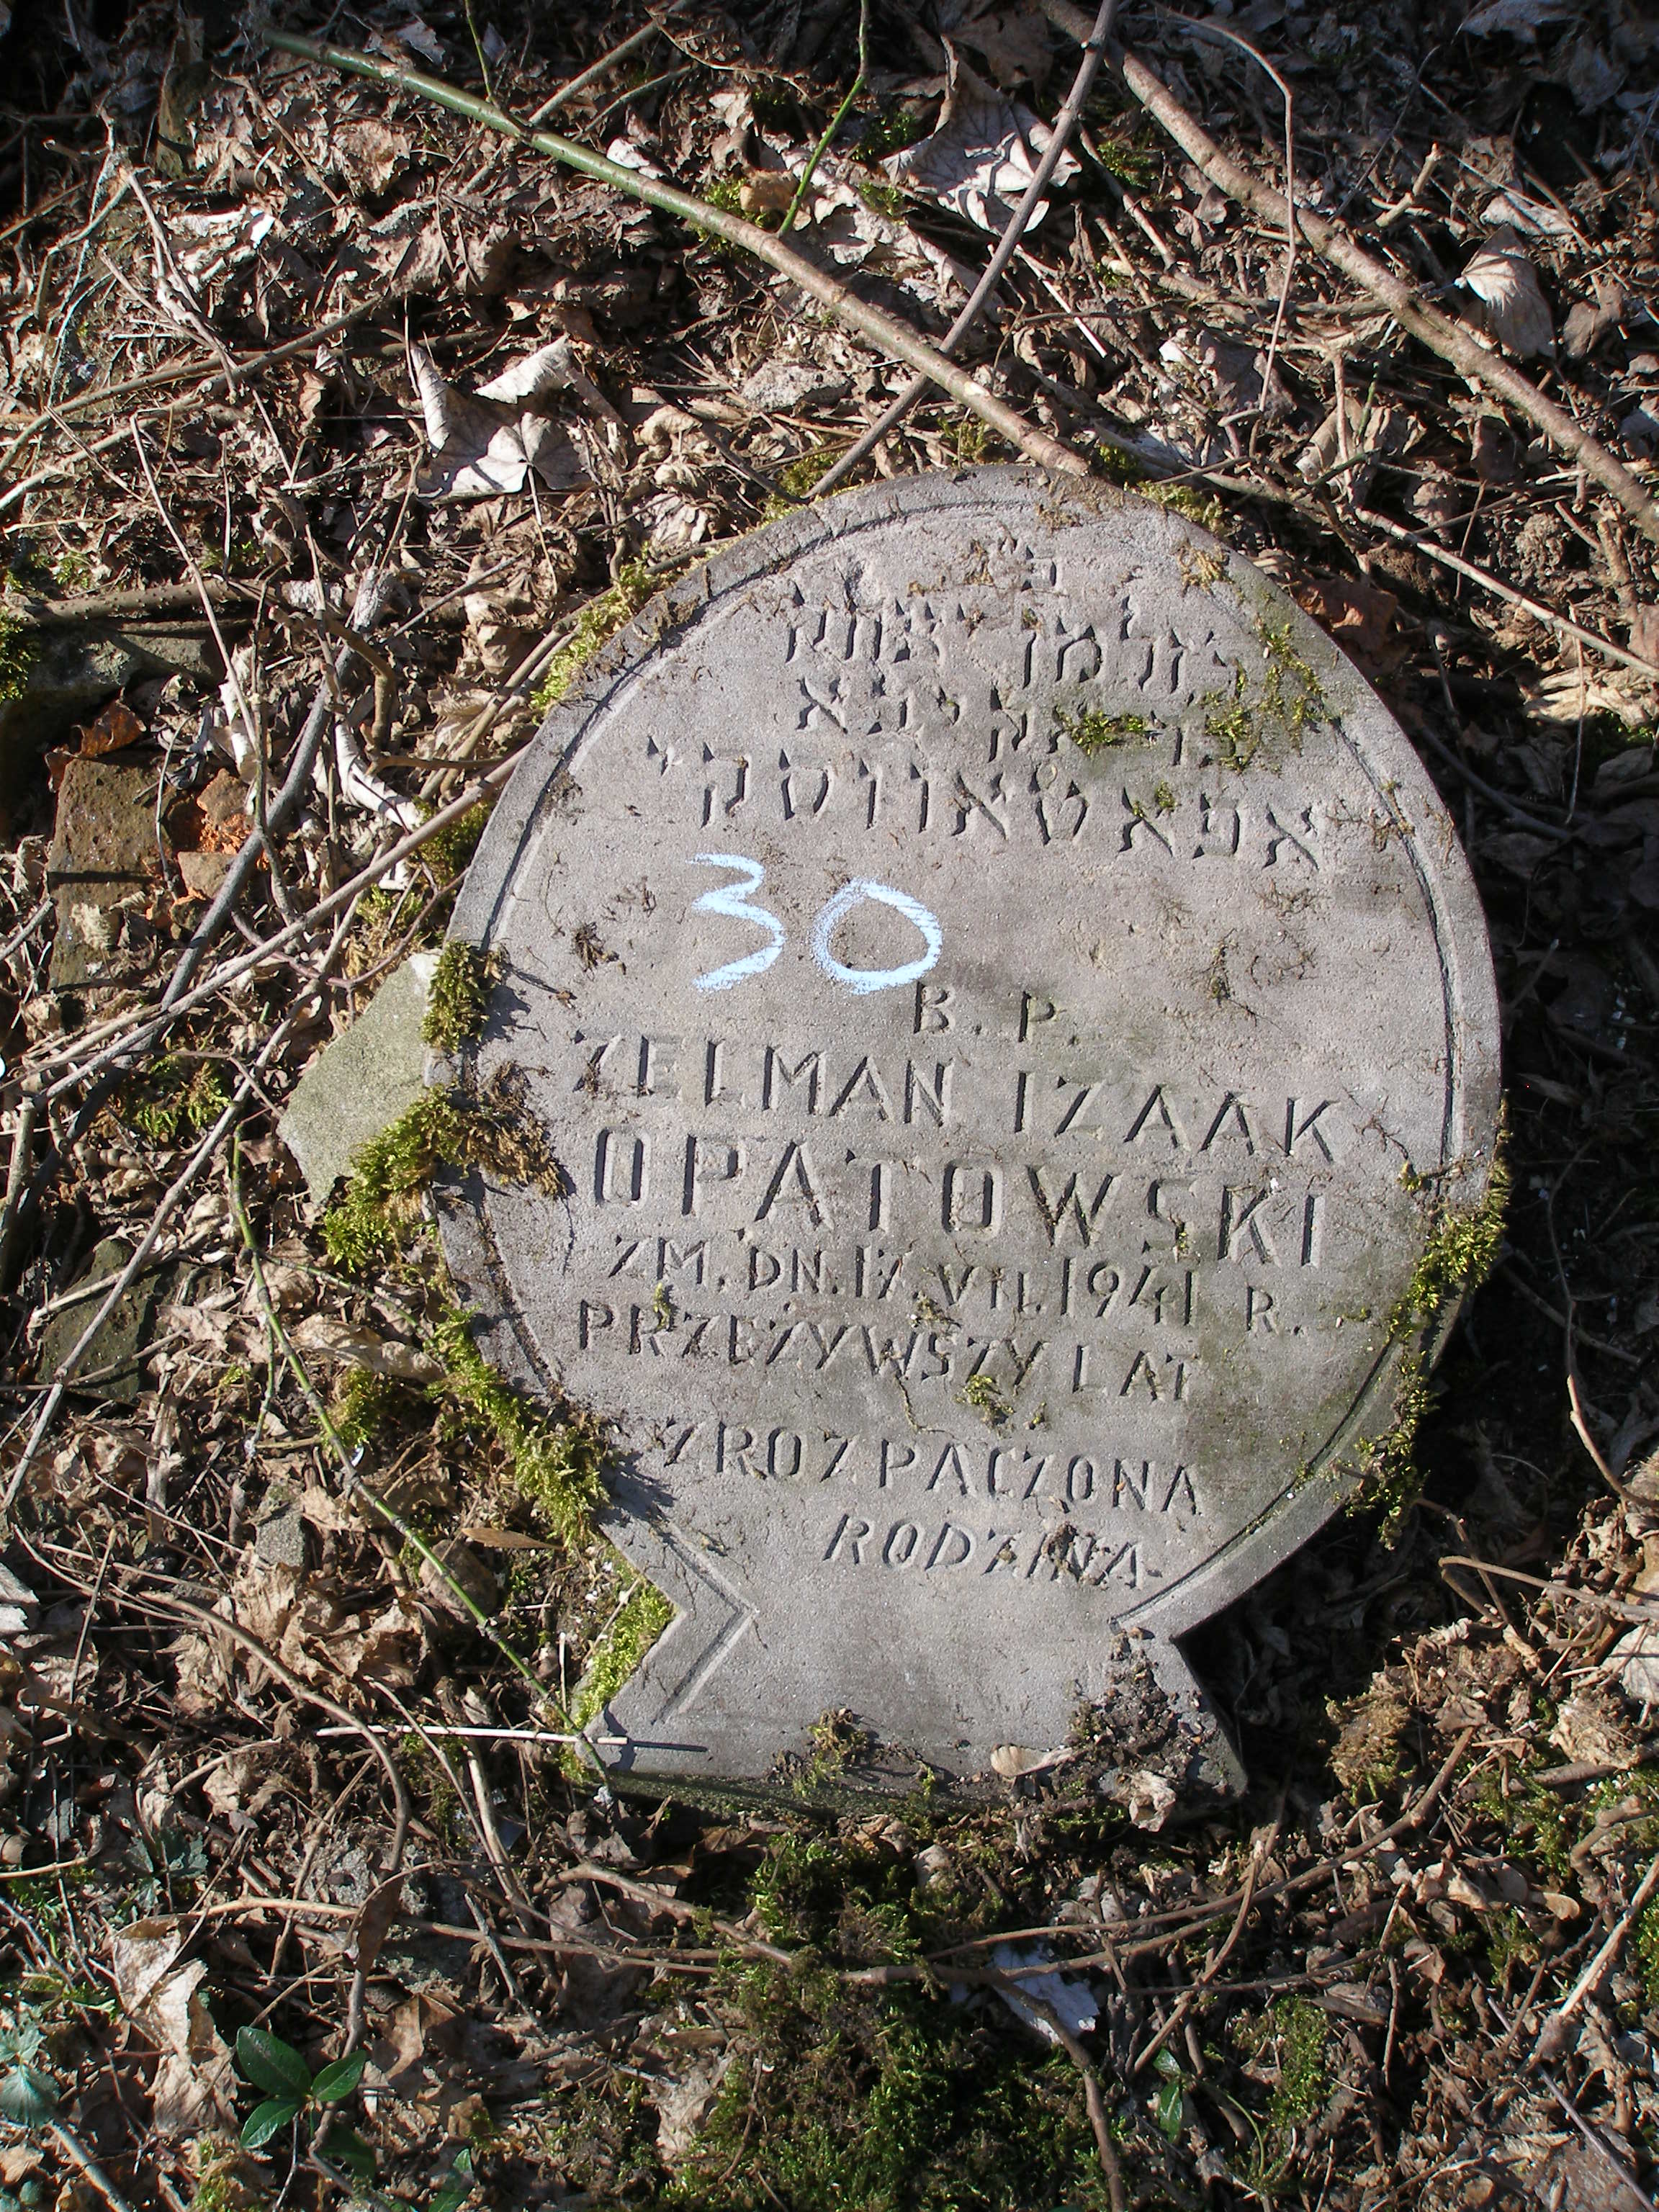 זלמן יצחק
אפאטאווסקי
30
B. P.
ZELMAN IZAAK
OPATOWSKI
ZM. DN. 17. VII. 1941 R.
PRZEŻYWSZY LAT
ZROZPACZONA
RODZINA